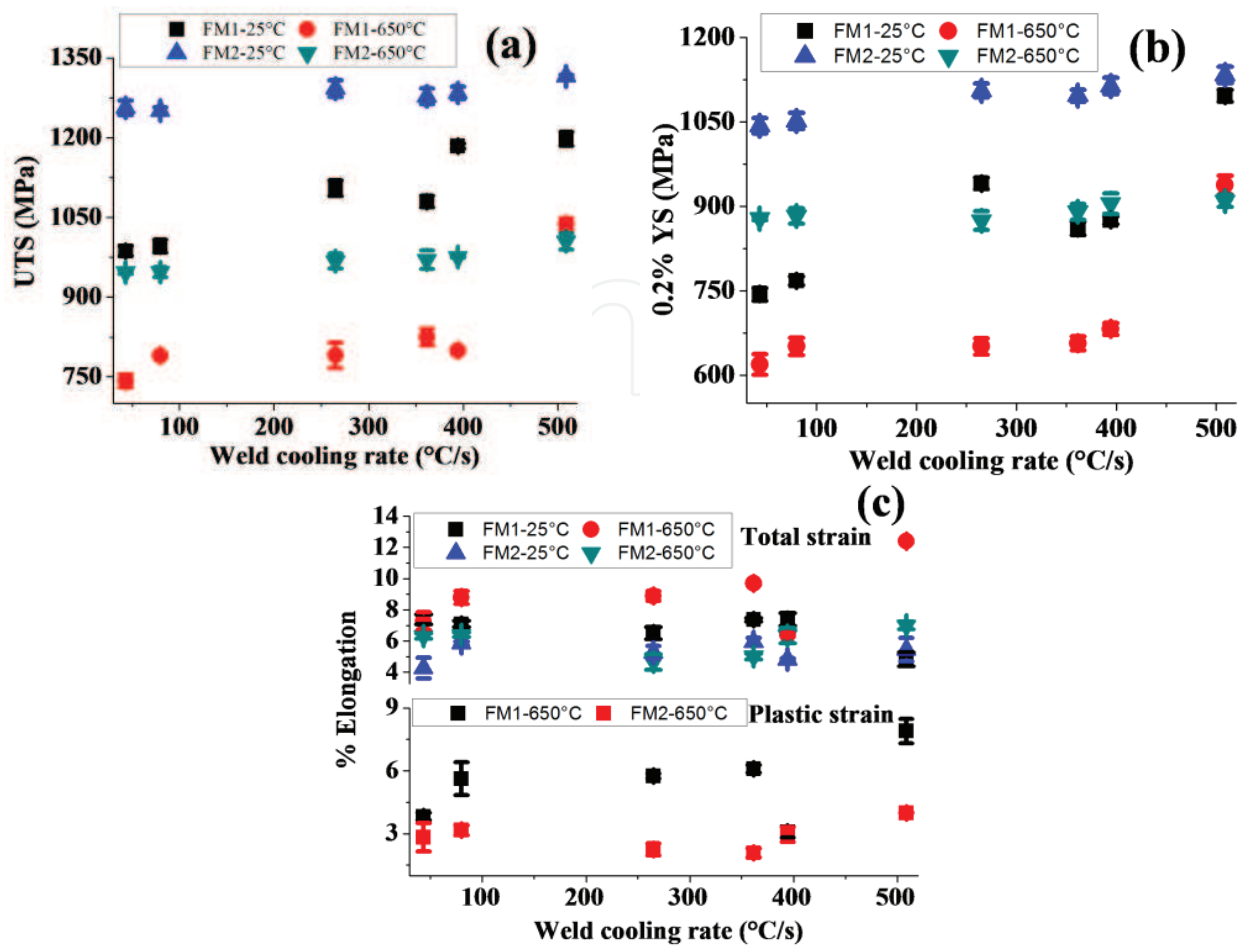 FM1-25°C FM1-650°C
FM2-25°C FM2-650°C
(a)
1350
1200
1050
900
750
UTS (MPa)
100 200 300 400 500
Weld cooling rate (°C/s)
FM1-25°C FM1-650°C
FM2-25°C FM2-650°C
(b)
1200
1050
900
750
600
0.2% YS (MPa)
100 200 300 400 500
Weld cooling rate (°C/s)
(c)
FM1-25°C FM1-650°C Total strain
FM2-25°C FM2-650°C
14
12
10
8
6
4
FM1-650°C FM2-650°C Plastic strain
9
6
3
% Elongation
100 200 300 400 500
Weld cooling rate (°C/s)